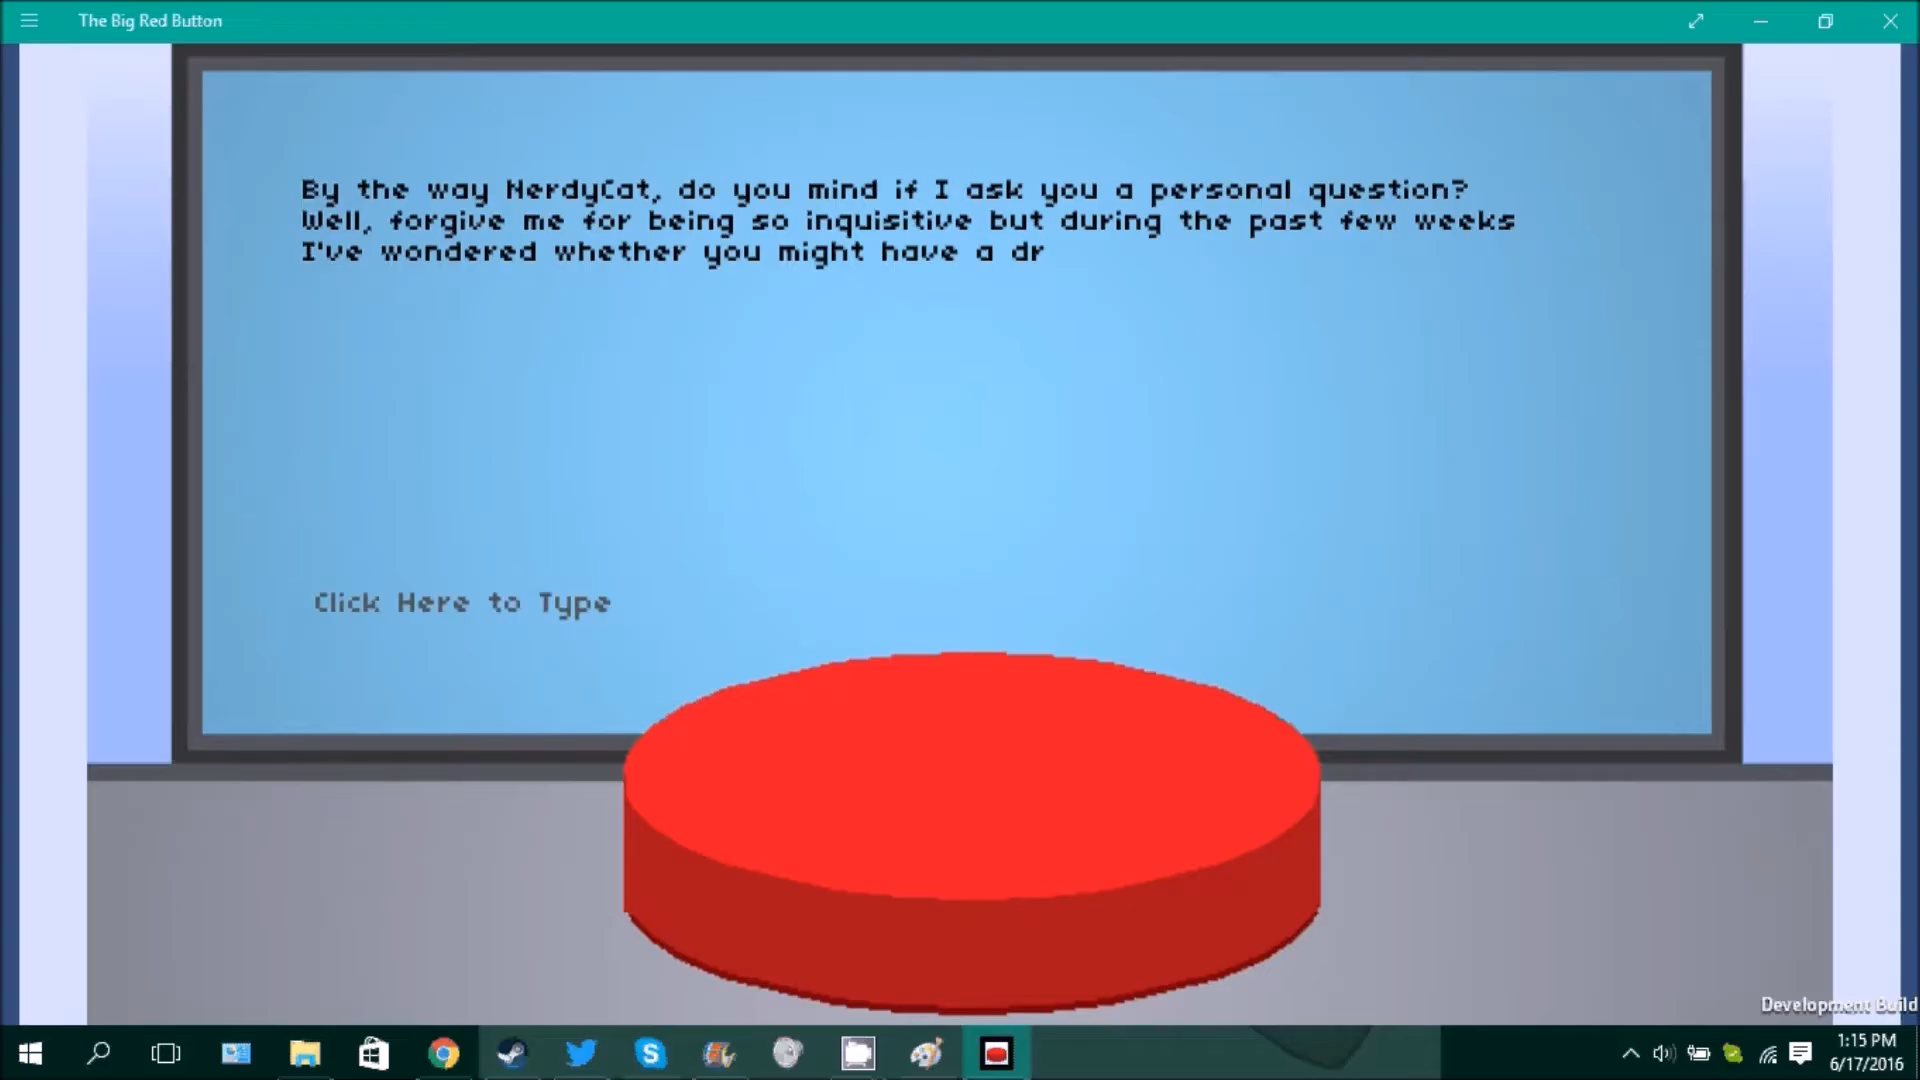 The Big Red Button
By the way NerdyCat, do you mind if I ask you a personal question?
Well, forgive me for being so inquisitive but during the past few weeks
I've wondered whether you might have a dr
Click Here to Type
Development Build
1:15 PM
6/17/2016